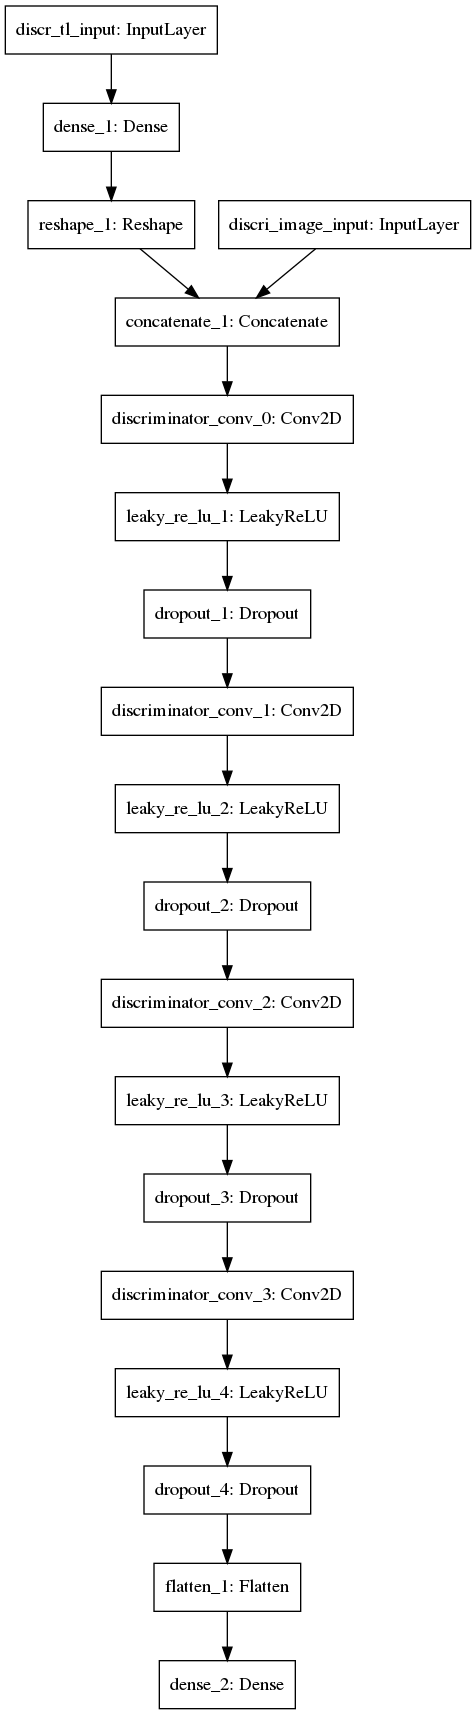 discr_tl_input: InputLayer
dense_1: Dense
reshape_1: Reshape
discri_image_input: InputLayer
concatenate_1: Concatenate
discriminator_conv_0: Conv2D
leaky_re_lu_1: LeakyReLU
dropout_1: Dropout
discriminator_conv_1: Conv2D
leaky_re_lu_2: LeakyReLU
dropout_2: Dropout
discriminator_conv_2: Conv2D
leaky_re_lu_3: LeakyReLU
dropout_3: Dropout
discriminator_conv_3: Conv2D
leaky_re_lu_4: LeakyReLU
dropout_4: Dropout
flatten_1: Flatten
dense_2: Dense